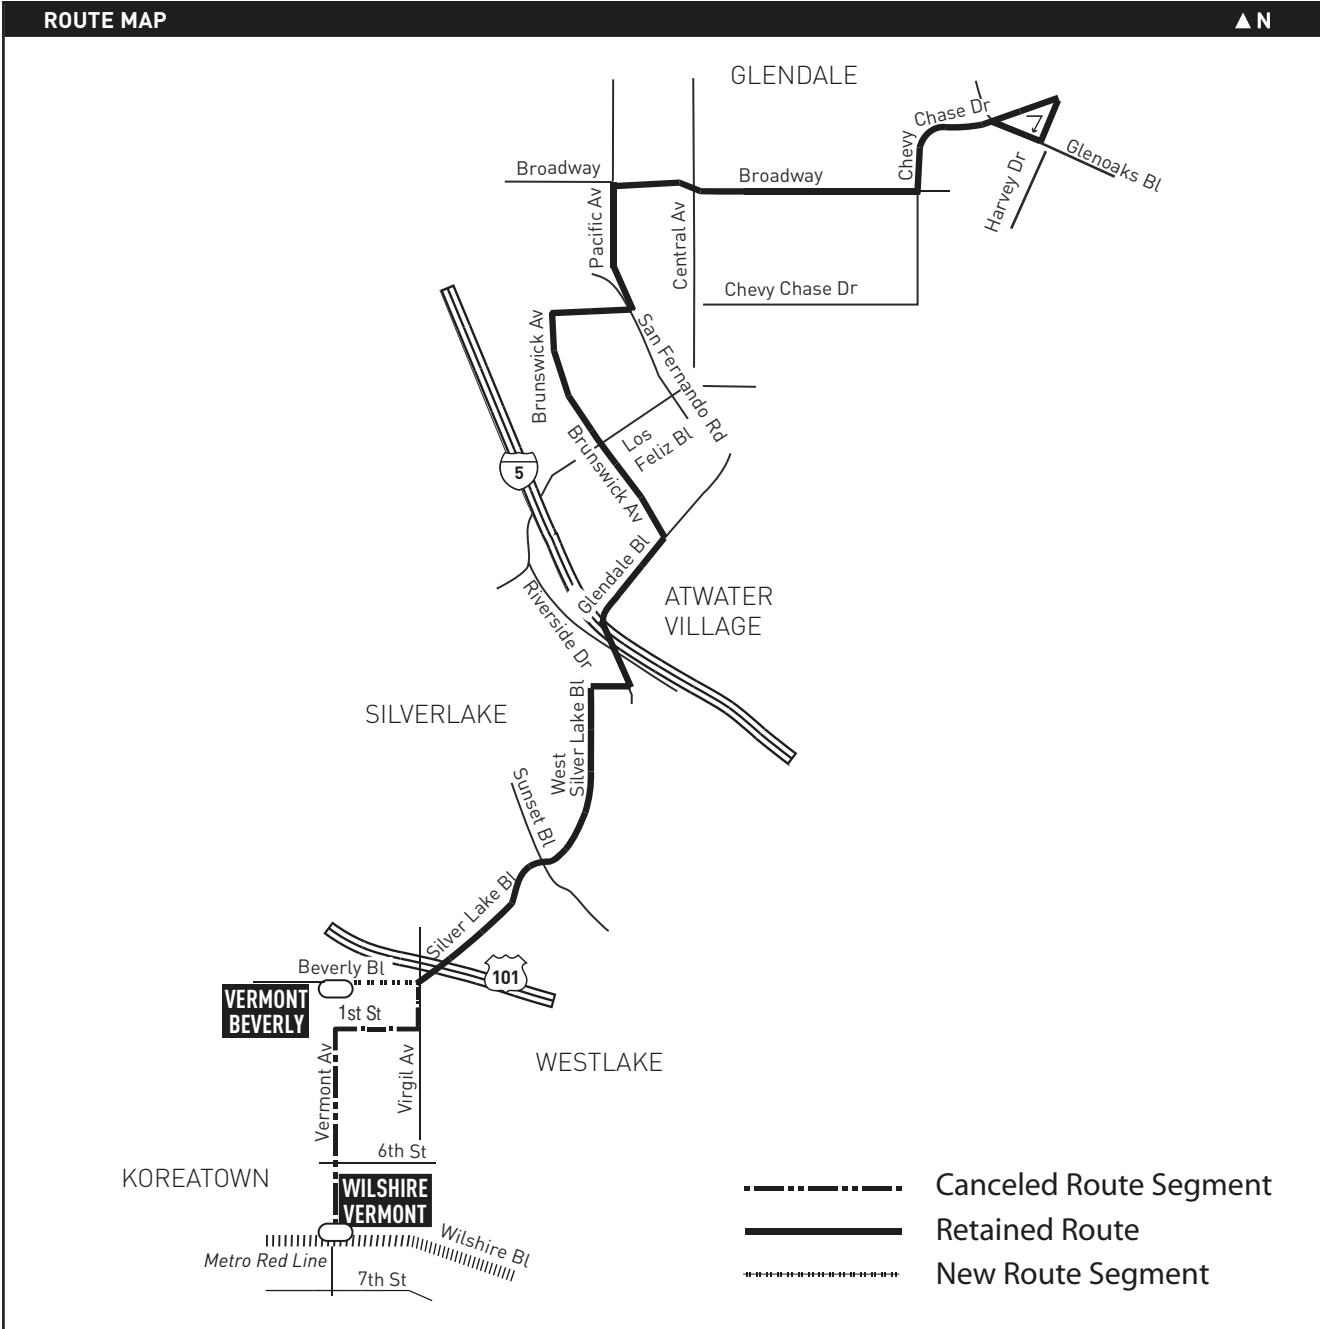 ROUTE MAP
N
GLENDALE
Chevy
Chase Dr
Glenoaks Bl
Harvey Dr
Broadway
Broadway
Pacific Av
Central Av
Chevy Chase Dr
San Fernando Rd
Brunswick Av
Los
Feliz Bl
Brunswick Av
5
Glendale Bl
Riverside Dr
ATWATER
VILLAGE
SILVERLAKE
West
Silver Lake Bl
Sunset Bl
Silver Lake Bl
101
Beverly Bl
VERMONT
BEVERLY
1st St
Vermont Av
Virgil Av
WESTLAKE
6th St
KOREATOWN
WILSHIRE
VERMONT
Wilshire Bl
Metro Red Line
7th St
Canceled Route Segment
Retained Route
New Route Segment